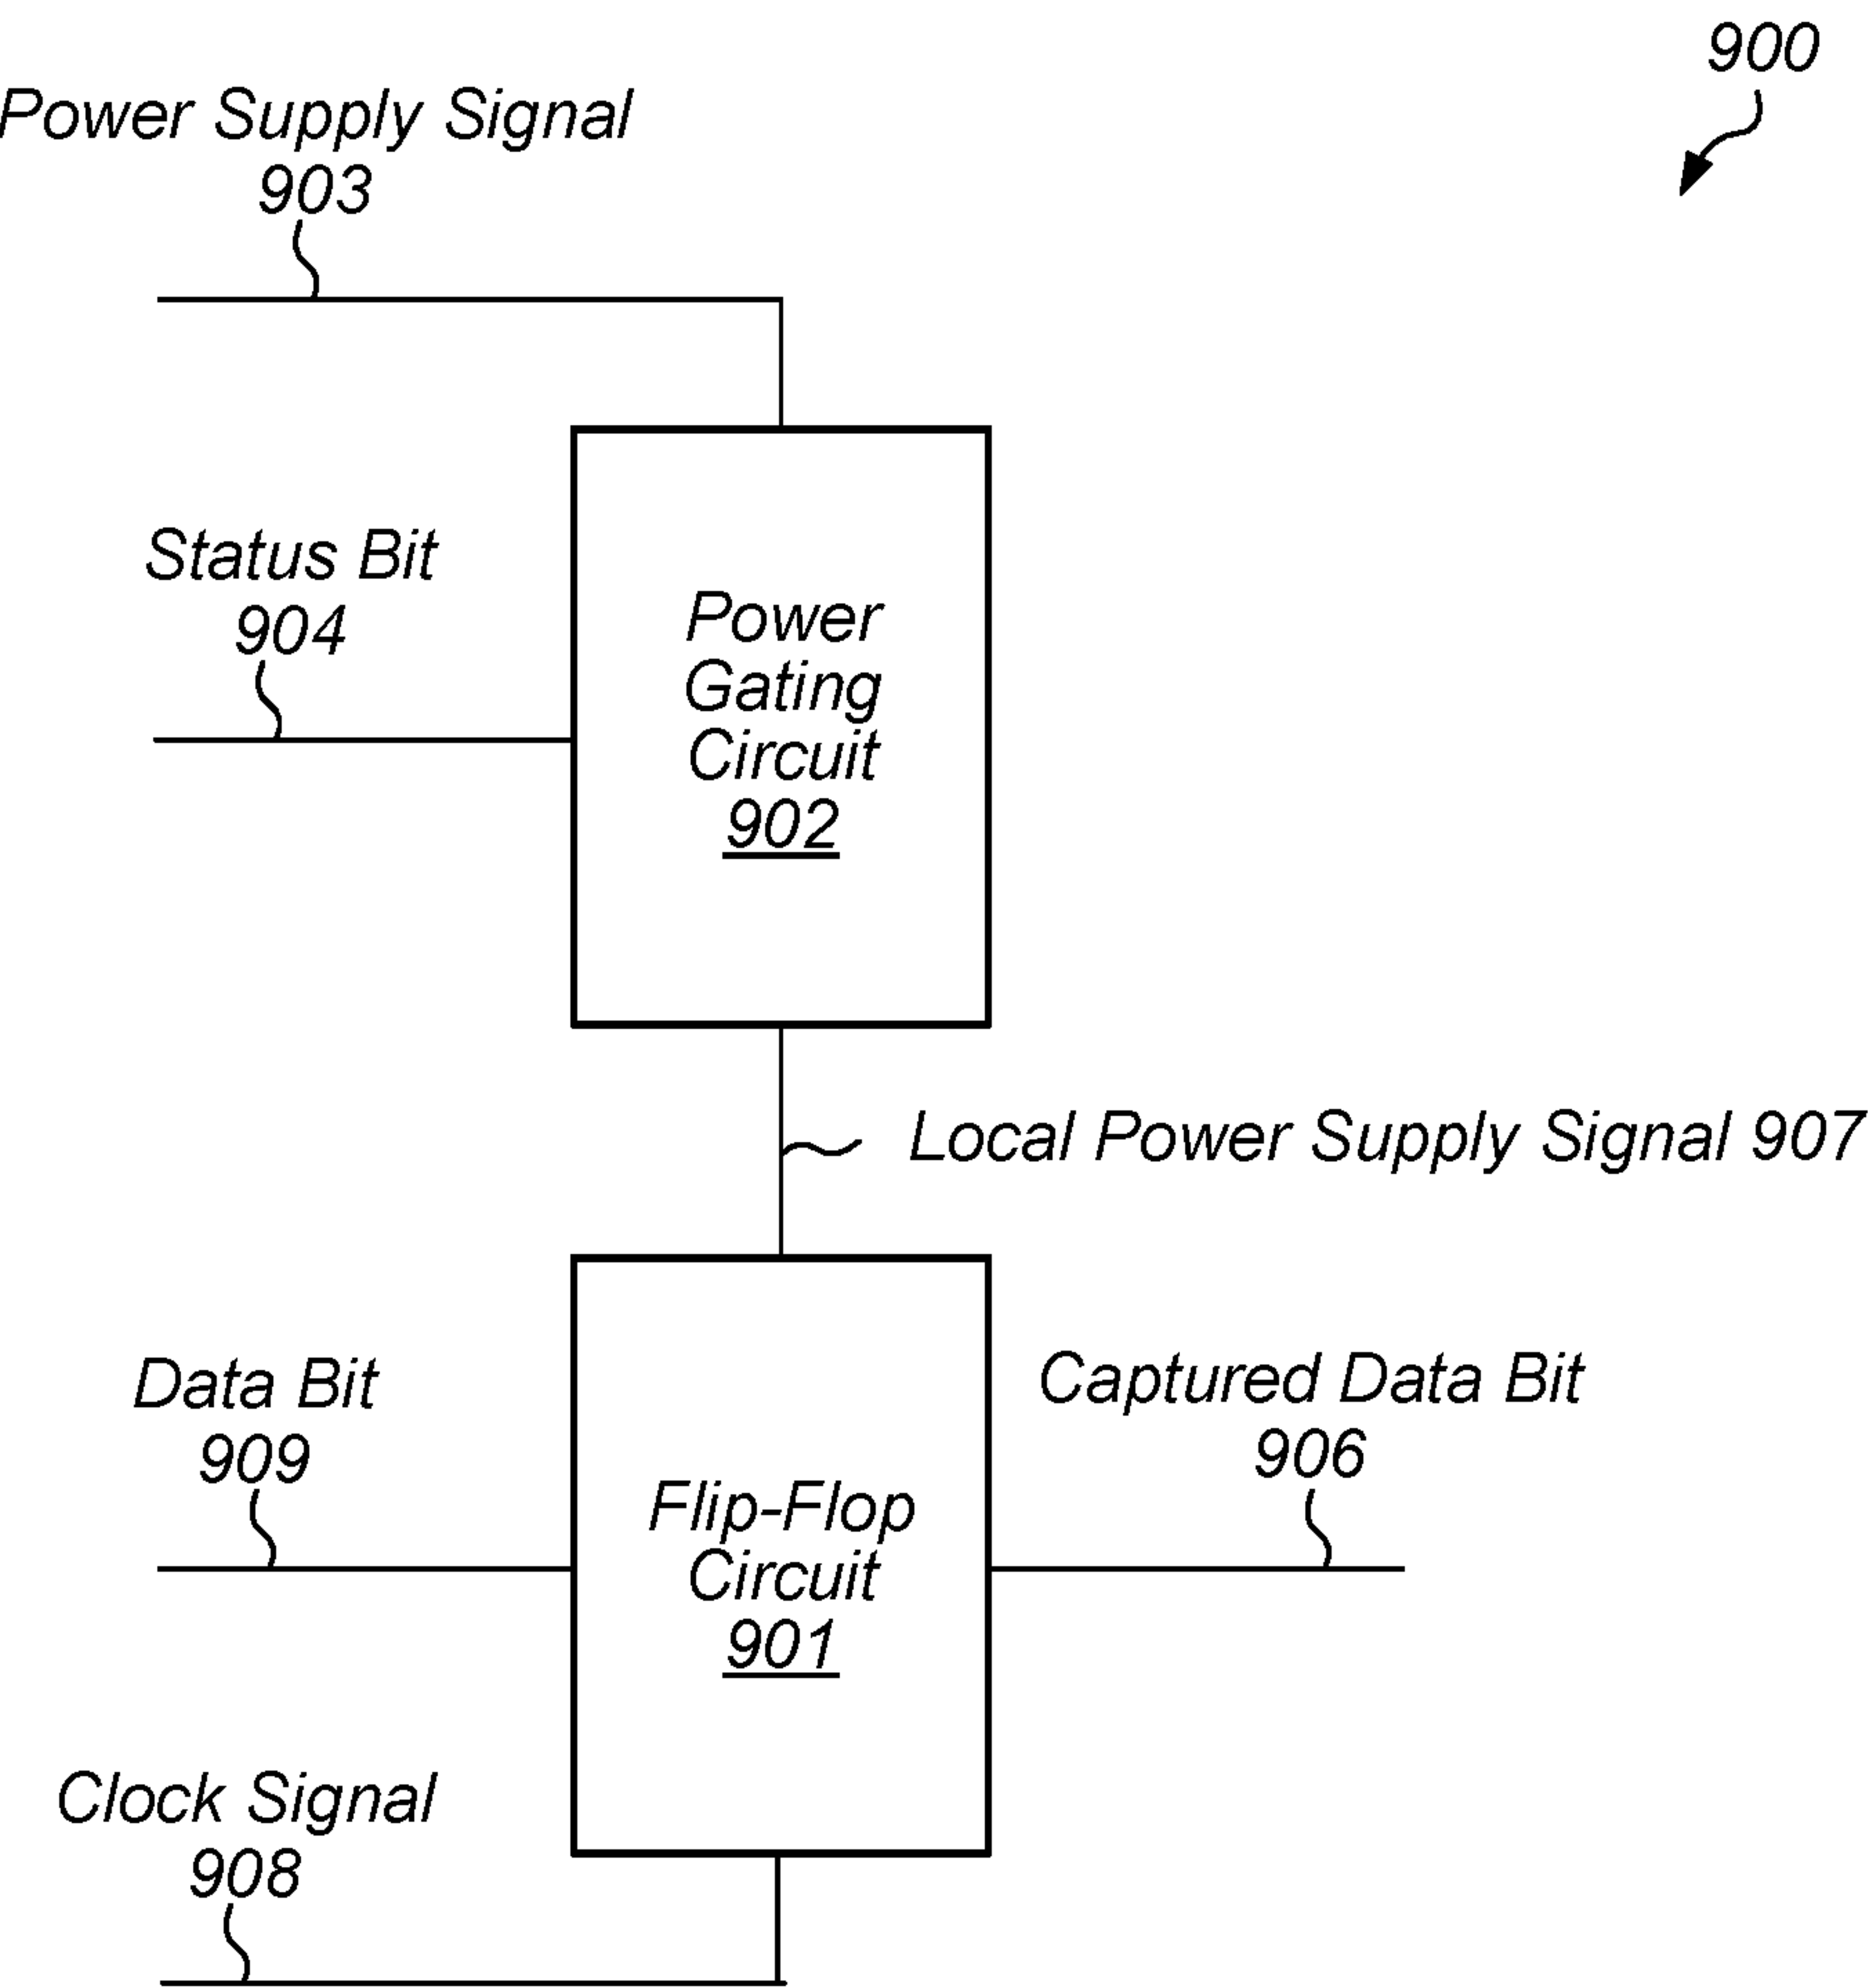 900
Power Supply Signal
903
Status Bit
904
Power
Gating
Circuit
902
Local Power Supply Signal 907
Data Bit
909
Captured Data Bit
906
Flip-Flop
Circuit
901
Clock Signal
908